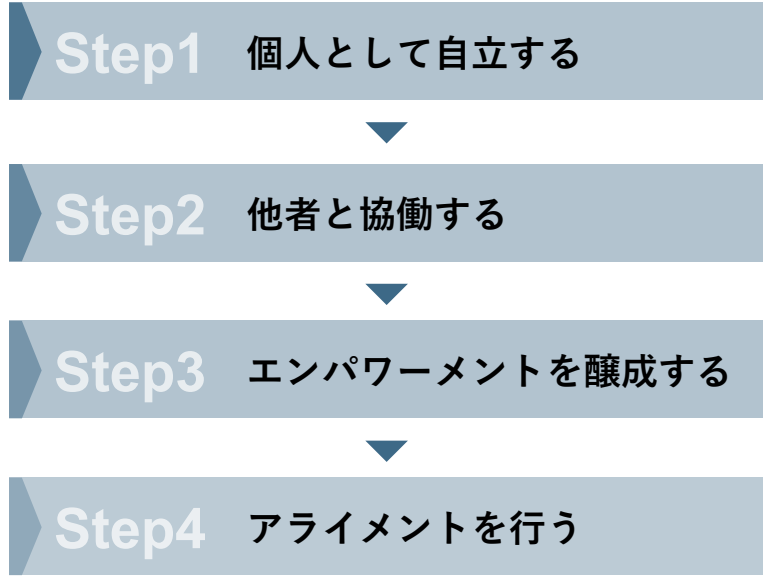 Step1 個人として自立する
Step2 他者と協働する
Step3 エンパワーメントを醸成する
Step4 アライメントを行う